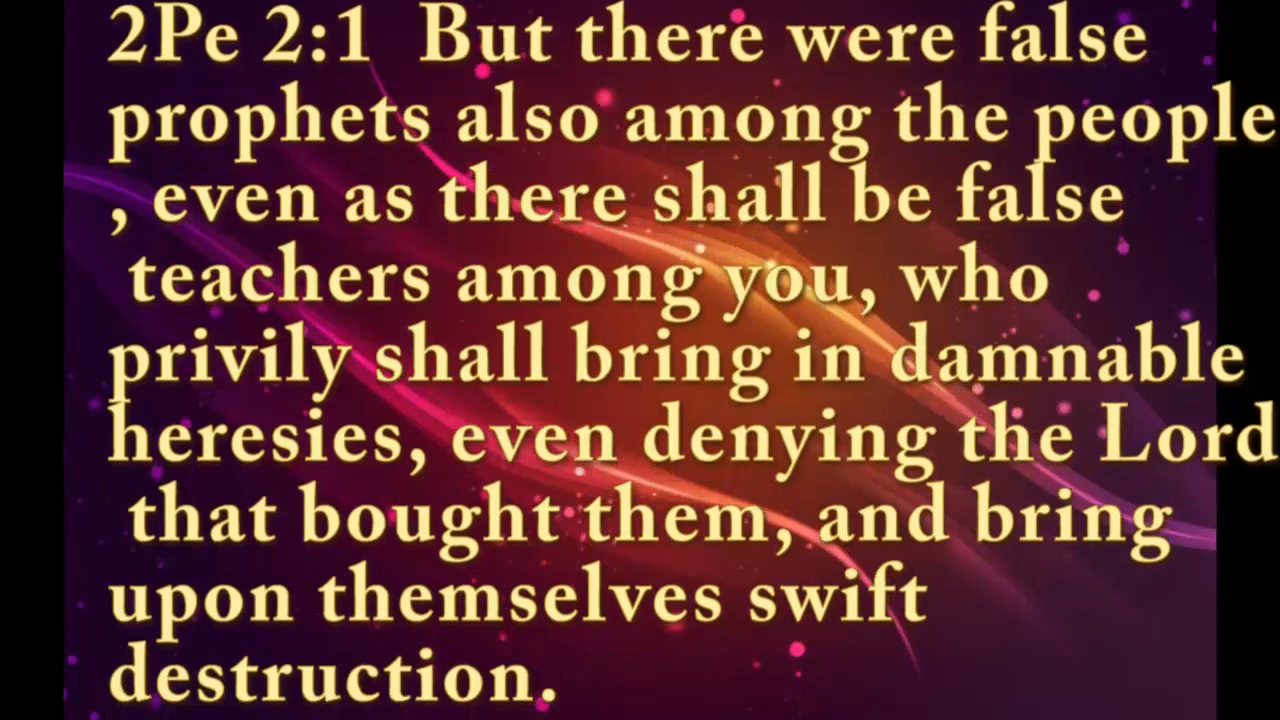 2Pe 2:1  But there were false
prophets also among the people
, even as there shall be false
teachers among you, who
privily shall bring in damnable
heresies, even denying the Lord
that bought them, and bring
upon themselves swift
destruction.